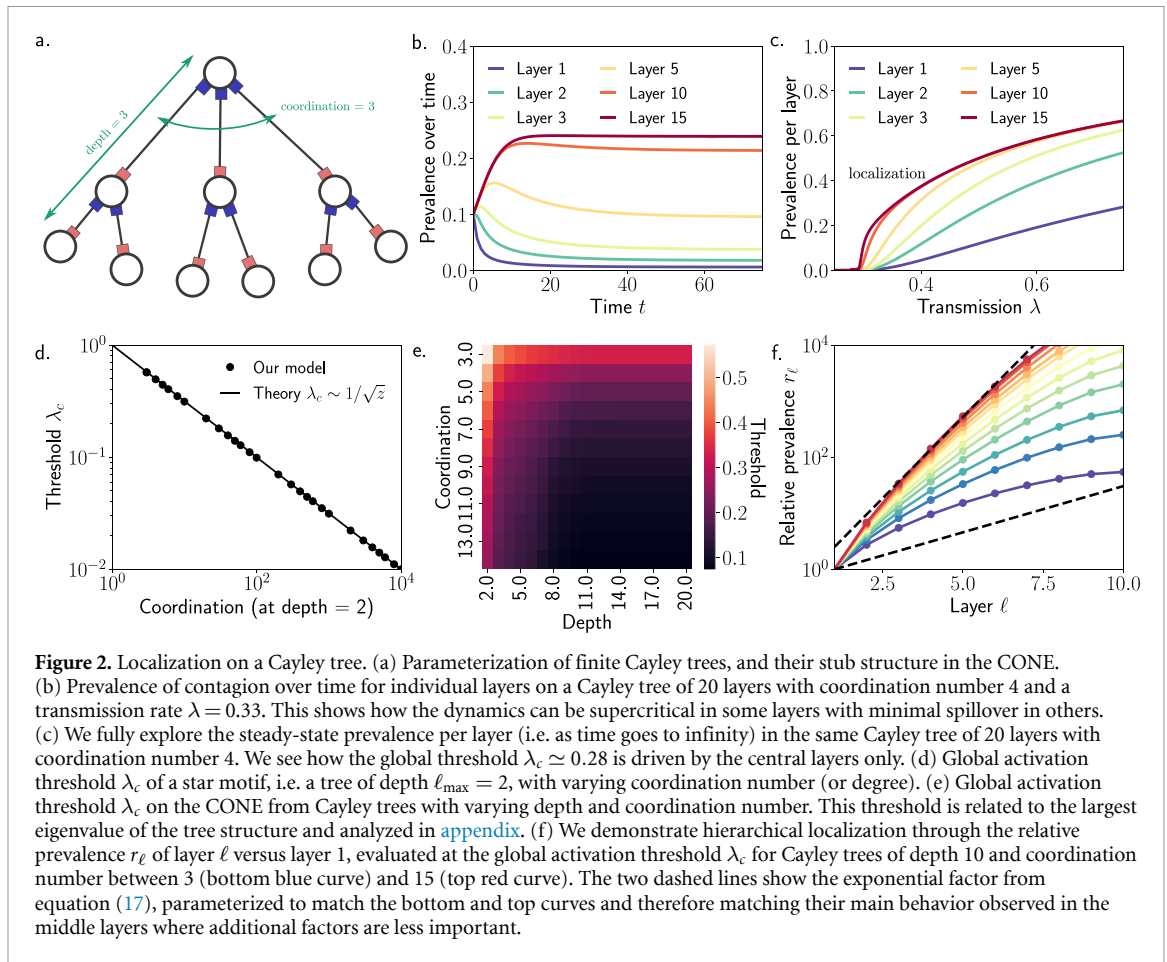 a.
depth = 3
coordination = 3
b.
Prevalence over time
0.4
0.3
0.2
0.1
0.0
Layer 1
Layer 2
Layer 3
Layer 5
Layer 10
Layer 15
0
20
40
60
Time t
c.
Prevalence per layer
1.0
0.8
0.6
0.4
0.2
0.0
Layer 1
Layer 2
Layer 3
Layer 5
Layer 10
Layer 15
localization
0.4
0.6
Transmission λ
d.
Threshold λc
10^0
10^-1
10^-2
Our model
Theory λc ∼ 1/√z
10^0
10^2
10^4
Coordination (at depth = 2)
e.
Coordination
3.0
5.0
7.0
9.0
11.0
13.0
2.0
5.0
8.0
11.0
14.0
17.0
20.0
Depth
0.5
0.4
0.3
0.2
0.1
Threshold
f.
Relative prevalence rℓ
10^4
10^2
10^0
2.5
5.0
7.5
10.0
Layer ℓ
Figure 2. Localization on a Cayley tree. (a) Parameterization of finite Cayley trees, and their stub structure in the CONE.
(b) Prevalence of contagion over time for individual layers on a Cayley tree of 20 layers with coordination number 4 and a
transmission rate λ = 0.33. This shows how the dynamics can be supercritical in some layers with minimal spillover in others.
(c) We fully explore the steady-state prevalence per layer (i.e. as time goes to infinity) in the same Cayley tree of 20 layers with
coordination number 4. We see how the global threshold λc ≃ 0.28 is driven by the central layers only. (d) Global activation
threshold λc of a star motif, i.e. a tree of depth ℓmax = 2, with varying coordination number (or degree). (e) Global activation
threshold λc on the CONE from Cayley trees with varying depth and coordination number. This threshold is related to the largest
eigenvalue of the tree structure and analyzed in appendix. (f) We demonstrate hierarchical localization through the relative
prevalence rℓ of layer ℓ versus layer 1, evaluated at the global activation threshold λc for Cayley trees of depth 10 and coordination
number between 3 (bottom blue curve) and 15 (top red curve). The two dashed lines show the exponential factor from
equation (17), parameterized to match the bottom and top curves and therefore matching their main behavior observed in the
middle layers where additional factors are less important.